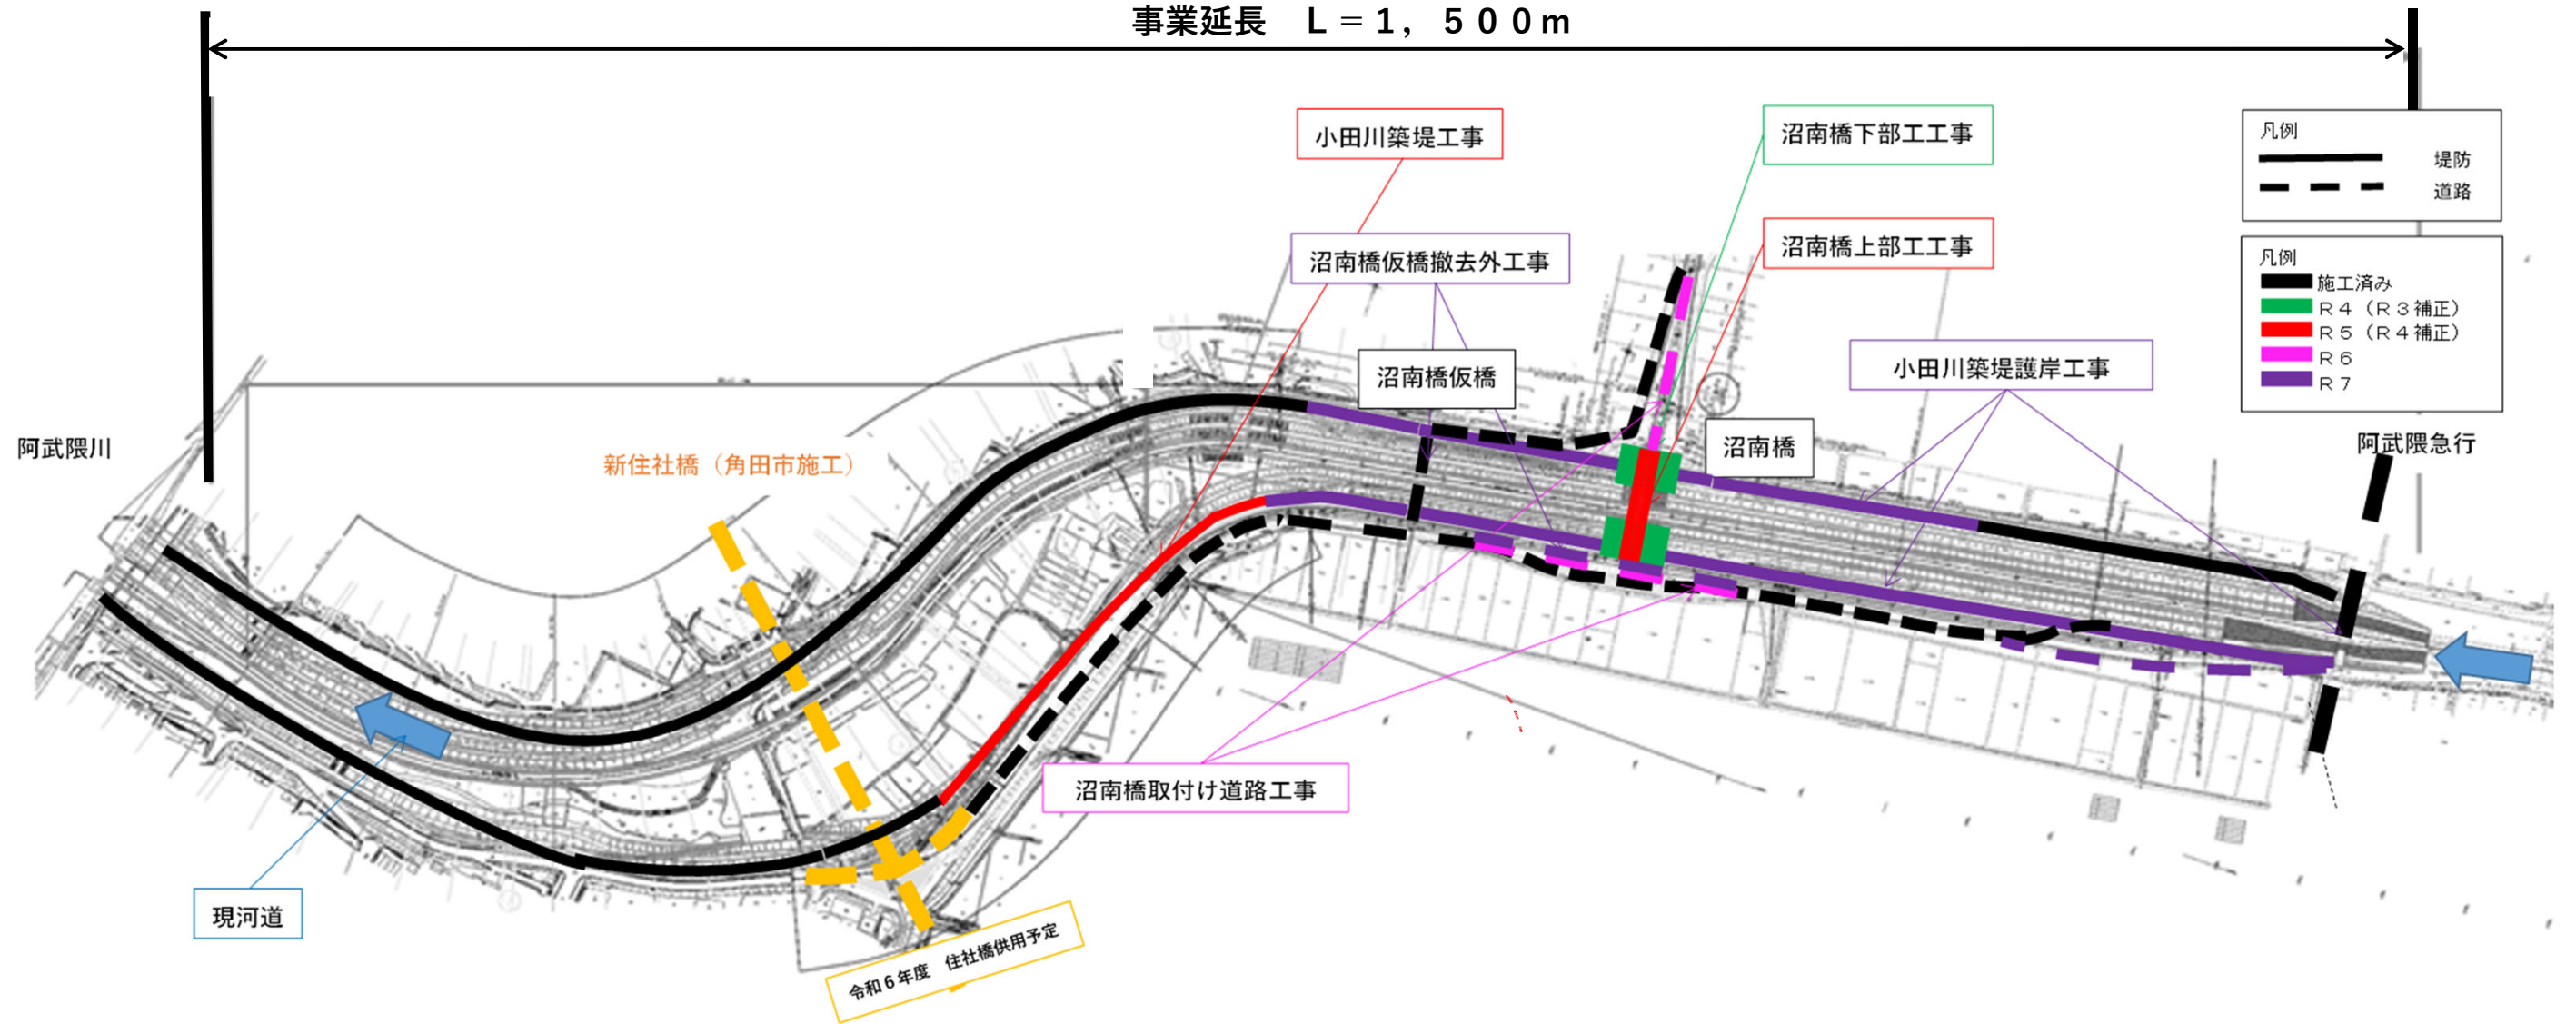 事業延長　Ｌ＝１，５００ｍ
小田川築堤工事
沼南橋下部工工事
沼南橋仮橋撤去外工事
沼南橋上部工工事
凡例
堤防
道路
凡例
施工済み
Ｒ４（Ｒ３補正）
Ｒ５（Ｒ４補正）
Ｒ６
Ｒ７
沼南橋仮橋
小田川築堤護岸工事
沼南橋
阿武隈川
阿武隈急行
新住社橋（角田市施工）
沼南橋取付け道路工事
現河道
令和６年度　住社橋供用予定